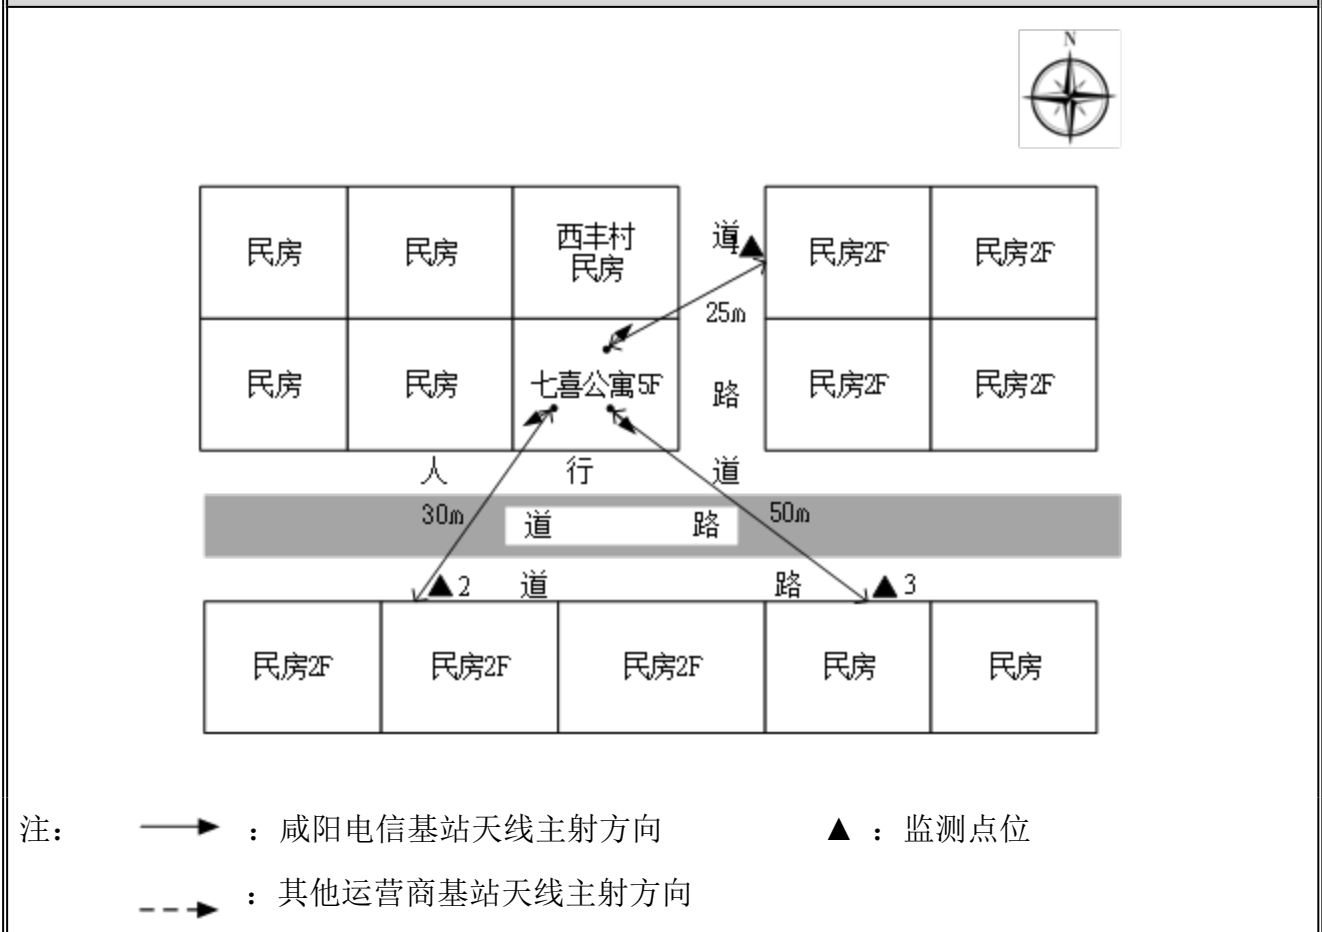 N
民房
民房
西丰村
民房
道
1▲
民房2F
民房2F
25m
民房
民房
七喜公寓5F
路
民房2F
民房2F
人 行 道
30m
道 路
50m
▲2
道 路
▲3
民房2F
民房2F
民房2F
民房
民房
注：
：咸阳电信基站天线主射方向
▲：监测点位
：其他运营商基站天线主射方向